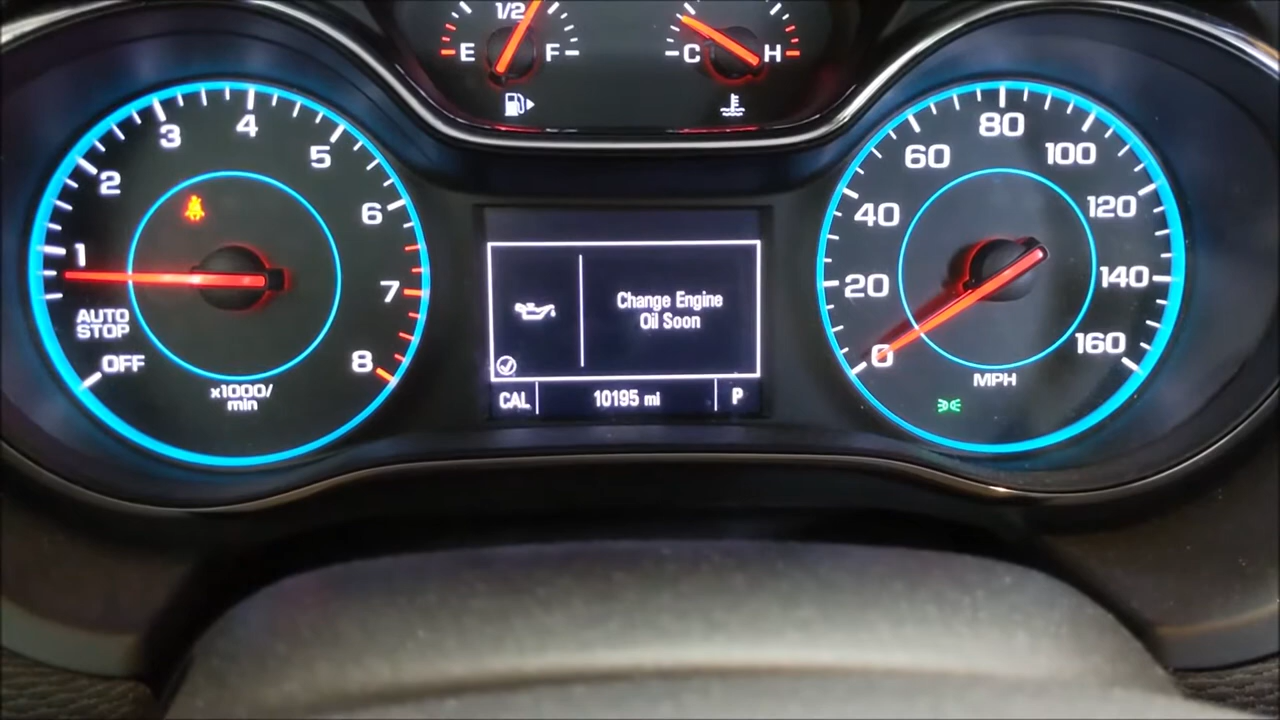 1/2
E F
C H
1 2 3 4 5 6 7 8
AUTO
STOP
OFF
x1000/
min
Change Engine
Oil Soon
CAL 10195 mi P
0 20 40 60 80 100 120 140 160
MPH